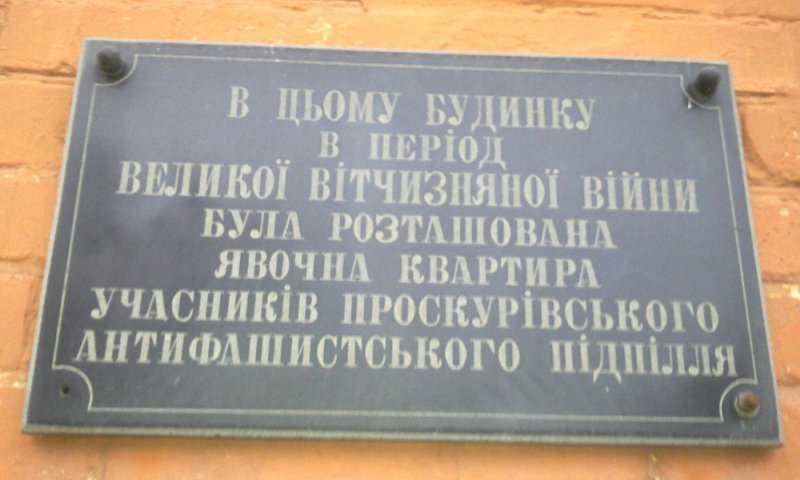 В ЦЬОМУ БУДИНКУ
В ПЕРІОД
ВЕЛИКОЇ ВІТЧИЗНЯНОЇ ВІЙНИ
БУЛА РОЗТАШОВАНА
ЯВОЧНА КВАРТИРА
УЧАСНИКІВ ПРОСКУРІВСЬКОГО
АНТИФАШИСТСЬКОГО ПІДПІЛЛЯ